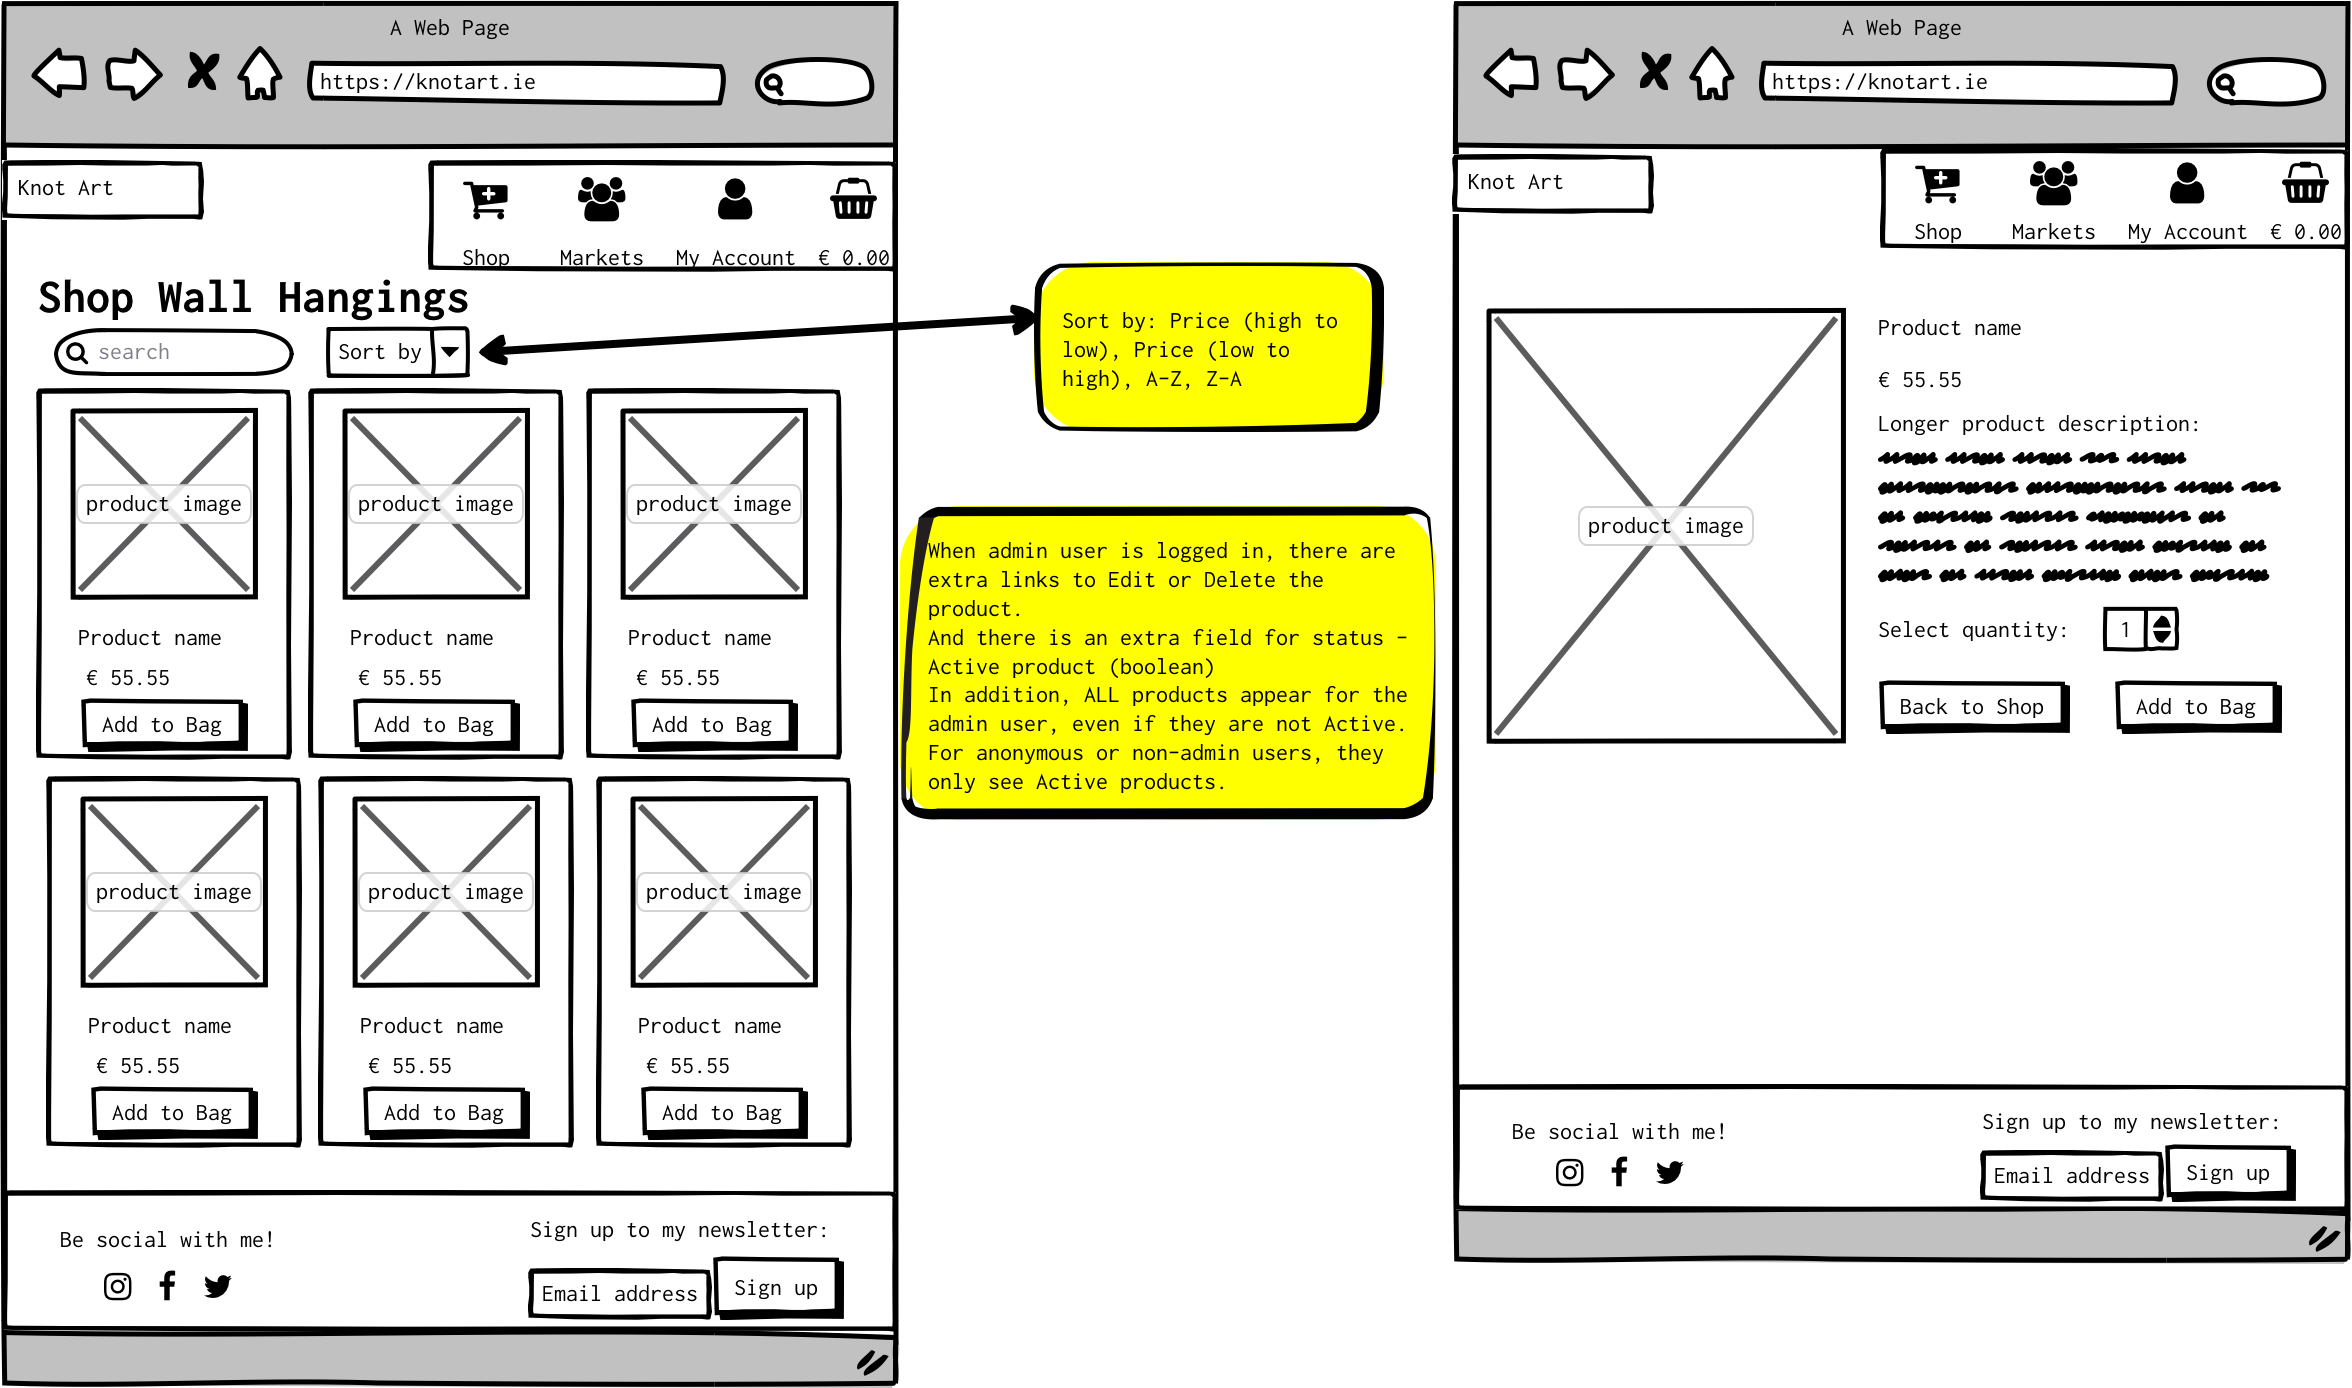 A Web Page
https://knotart.ie
Knot Art
Shop Markets My Account € 0.00
Shop Wall Hangings
search Sort by
product image product image product image
Product name Product name Product name
€ 55.55 € 55.55 € 55.55
Add to Bag Add to Bag Add to Bag
product image product image product image
Product name Product name Product name
€ 55.55 € 55.55 € 55.55
Add to Bag Add to Bag Add to Bag
Be social with me!
Sign up to my newsletter:
Email address Sign up
Sort by: Price (high to
low), Price (low to
high), A-Z, Z-A
When admin user is logged in, there are
extra links to Edit or Delete the
product.
And there is an extra field for status -
Active product (boolean)
In addition, ALL products appear for the
admin user, even if they are not Active.
For anonymous or non-admin users, they
only see Active products.
A Web Page
https://knotart.ie
Knot Art
Shop Markets My Account € 0.00
product image
Product name
€ 55.55
Longer product description:
Select quantity: 1
Back to Shop Add to Bag
Be social with me!
Sign up to my newsletter:
Email address Sign up